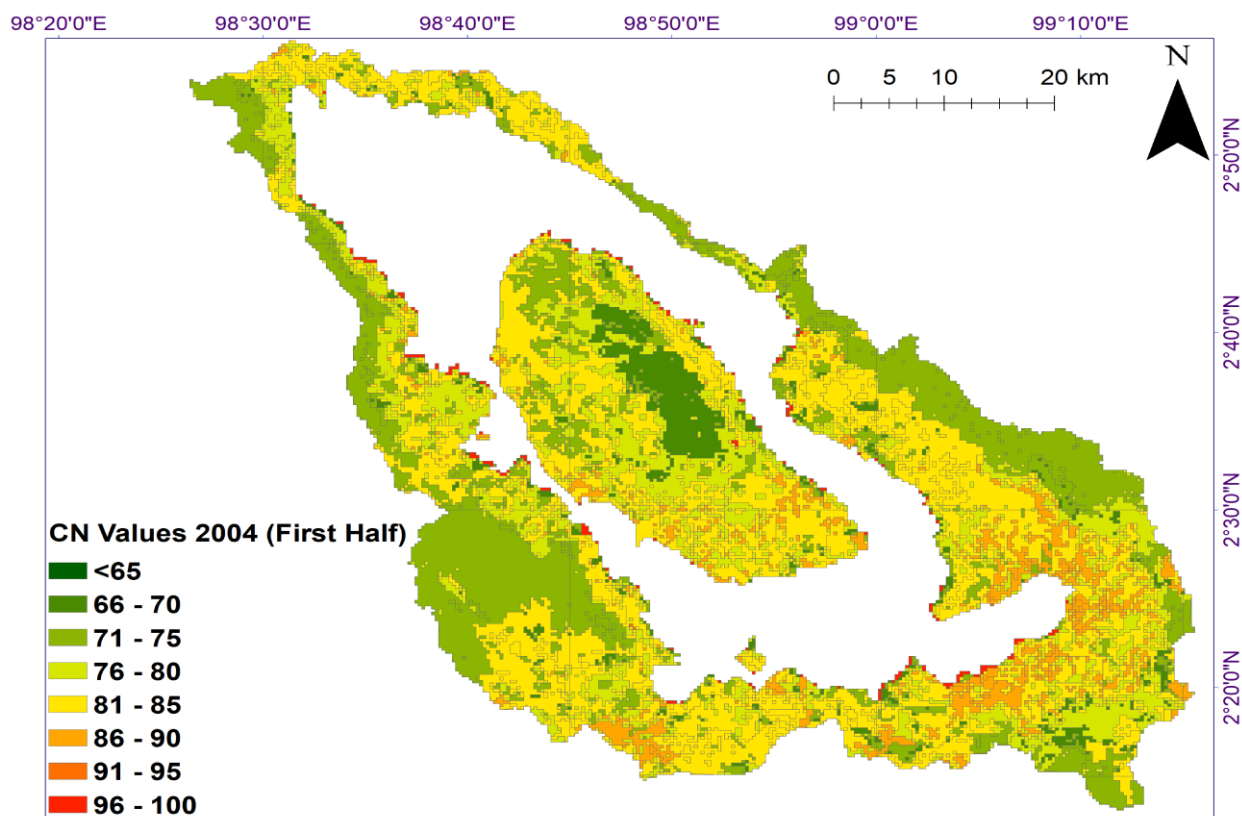 98°20'0"E 98°30'0"E 98°40'0"E 98°50'0"E 99°0'0"E 99°10'0"E
N
0 5 10 20 km
2°50'0"N
2°40'0"N
2°30'0"N
2°20'0"N
CN Values 2004 (First Half)
<65
66 - 70
71 - 75
76 - 80
81 - 85
86 - 90
91 - 95
96 - 100